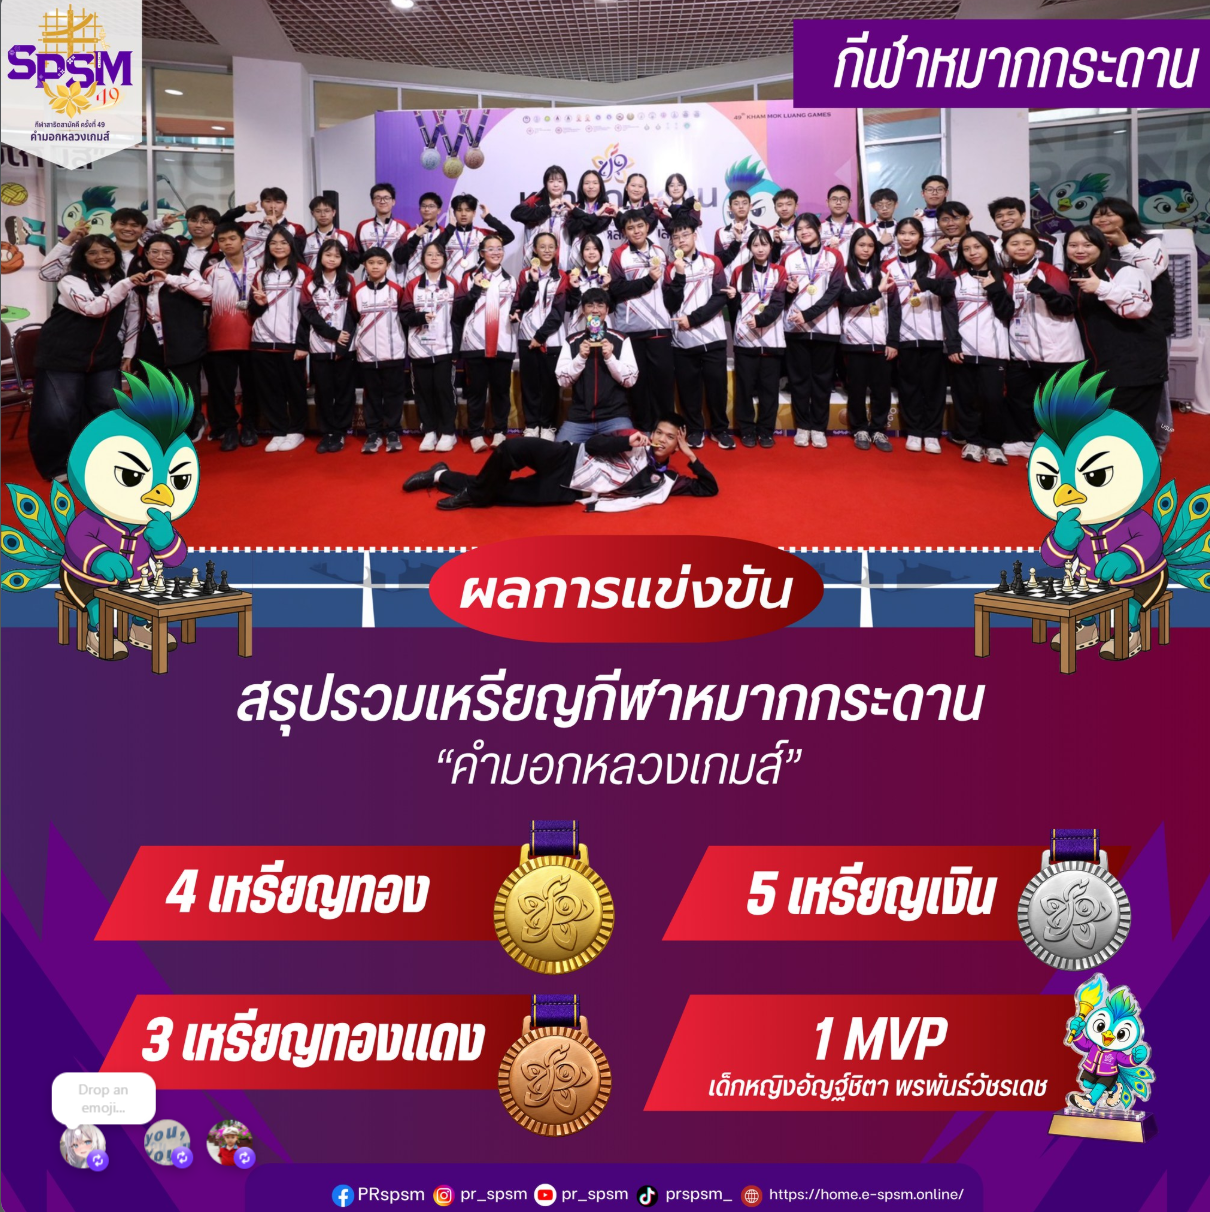 SPSM
49
กีฬาสาธิตสามัคคี ครั้งที่ 49
คำมอกหลวงเกมส์
กีฬาหมากกระดาน
49 KHAM MOK LUANG GAMES
ผลการแข่งขัน
สรุปรวมเหรียญกีฬาหมากกระดาน
“คำมอกหลวงเกมส์”
4 เหรียญทอง
5 เหรียญเงิน
3 เหรียญทองแดง
1 MVP
เด็กหญิงอัญฐ์ชิตา พรพันธ์วัชรเดช
Drop an
emoji...
you,
PRspsm pr_spsm pr_spsm prspsm_ https://home.e-spsm.online/